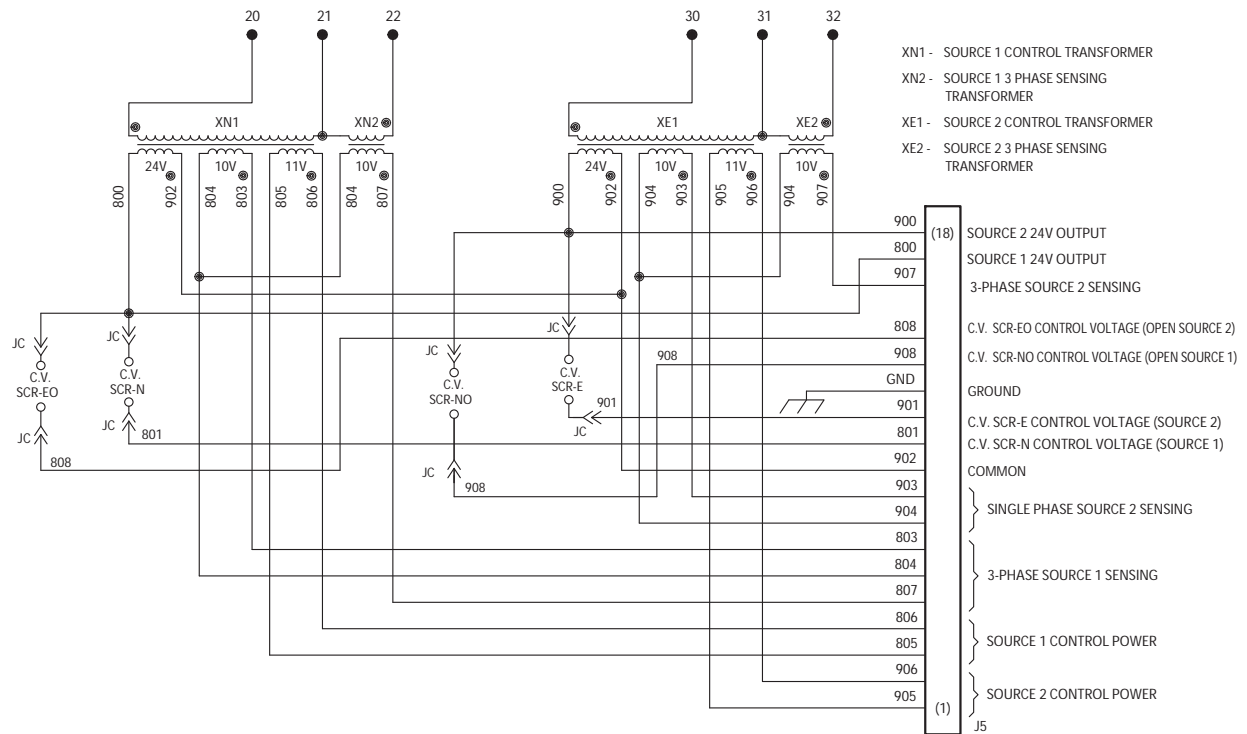 20 21 22 30 31 32
XN1 - SOURCE 1 CONTROL TRANSFORMER
XN2 - SOURCE 1 3 PHASE SENSING
TRANSFORMER
XE1 - SOURCE 2 CONTROL TRANSFORMER
XE2 - SOURCE 2 3 PHASE SENSING
TRANSFORMER
XN1 XN2 XE1 XE2
24V 10V 11V 10V 24V 10V 11V 10V
800 902 804 803 805 806 804 807 900 902 904 903 905 906 904 907
900 (18) SOURCE 2 24V OUTPUT
800 SOURCE 1 24V OUTPUT
907 3-PHASE SOURCE 2 SENSING
808 C.V. SCR-EO CONTROL VOLTAGE (OPEN SOURCE 2)
908 908 C.V. SCR-NO CONTROL VOLTAGE (OPEN SOURCE 1)
GND GROUND
901 C.V. SCR-E CONTROL VOLTAGE (SOURCE 2)
801 C.V. SCR-N CONTROL VOLTAGE (SOURCE 1)
902 COMMON
903
904 SINGLE PHASE SOURCE 2 SENSING
803
804 3-PHASE SOURCE 1 SENSING
807
806
805 SOURCE 1 CONTROL POWER
906
905 SOURCE 2 CONTROL POWER
(1)
J5
JC
C.V.
SCR-EO
JC
808
JC
C.V.
SCR-N
JC
801
JC
C.V.
SCR-NO
JC
908
JC
C.V.
SCR-E
901
JC